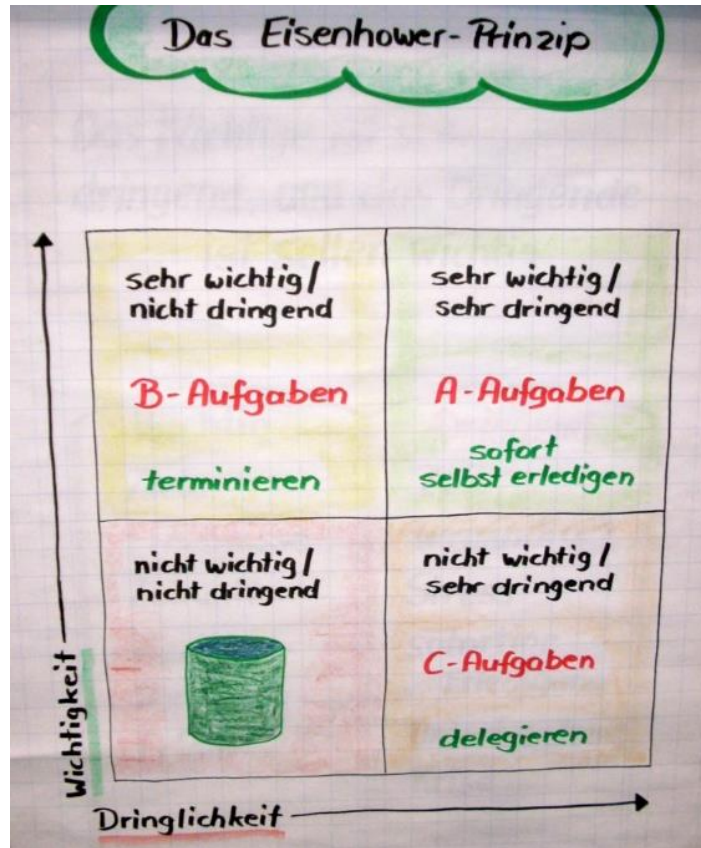 Das Eisenhower-Prinzip
sehr wichtig/
nicht dringend
B-Aufgaben
terminieren
sehr wichtig/
sehr dringend
A-Aufgaben
sofort
selbst erledigen
nicht wichtig/
nicht dringend
nicht wichtig/
sehr dringend
C-Aufgaben
delegieren
Wichtigkeit
Dringlichkeit